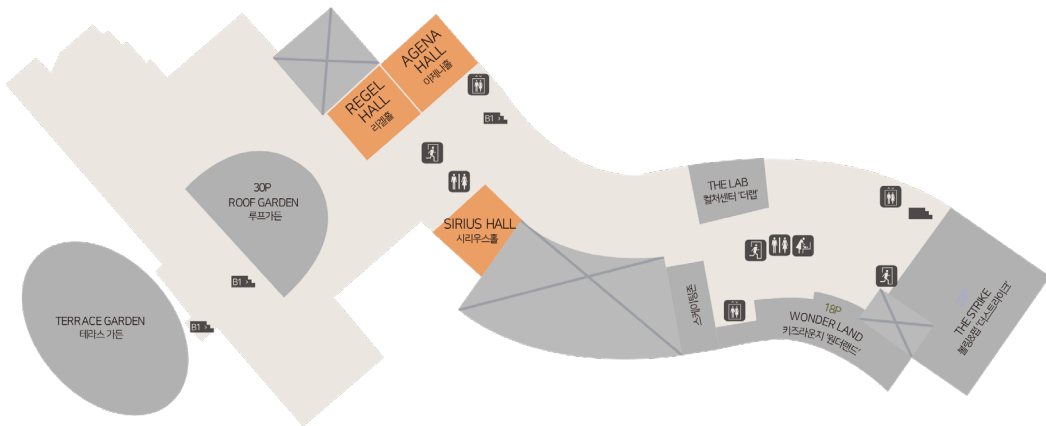 AGENA
HALL
아제나홀
REGEL
HALL
리겔홀
B1
30P
ROOF GARDEN
루프가든
SIRIUS HALL
시리우스홀
THE LAB
컬처센터 '더랩'
B1
TERRACE GARDEN
테라스 가든
B1
18P
WONDER LAND
키즈라운지 '원더랜드'
THE STRIKE
볼링&펍 '더스트라이크'